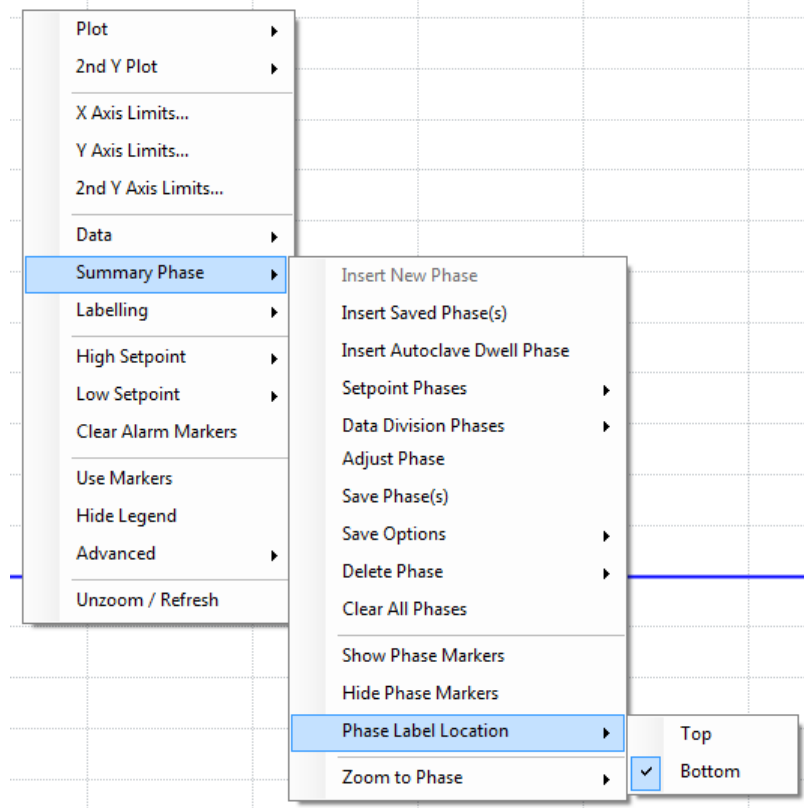 Plot
2nd Y Plot
X Axis Limits...
Y Axis Limits...
2nd Y Axis Limits...
Data
Summary Phase
Labelling
High Setpoint
Low Setpoint
Clear Alarm Markers
Use Markers
Hide Legend
Advanced
Unzoom / Refresh
Insert New Phase
Insert Saved Phase(s)
Insert Autoclave Dwell Phase
Setpoint Phases
Data Division Phases
Adjust Phase
Save Phase(s)
Save Options
Delete Phase
Clear All Phases
Show Phase Markers
Hide Phase Markers
Phase Label Location
Zoom to Phase
Top
Bottom